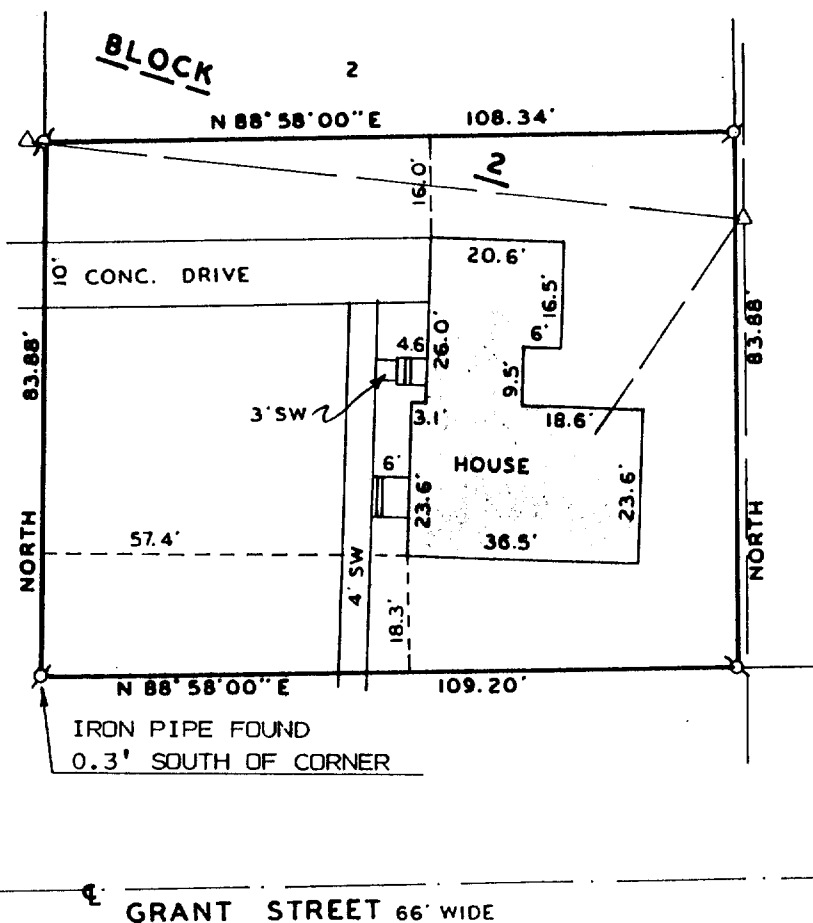 BLOCK
2
N 88° 58' 00" E 108.34'
12
16.0'
20.6'
10' CONC. DRIVE
16.5'
26.0'
4.6
6'
83.88'
83.88'
9.5'
3' SW
3.1'
18.6'
HOUSE
6'
23.6'
23.6'
57.4'
36.5'
NORTH
NORTH
4' SW
18.3'
N 88° 58' 00" E 109.20'
IRON PIPE FOUND
0.3' SOUTH OF CORNER
℄
GRANT STREET 66' WIDE